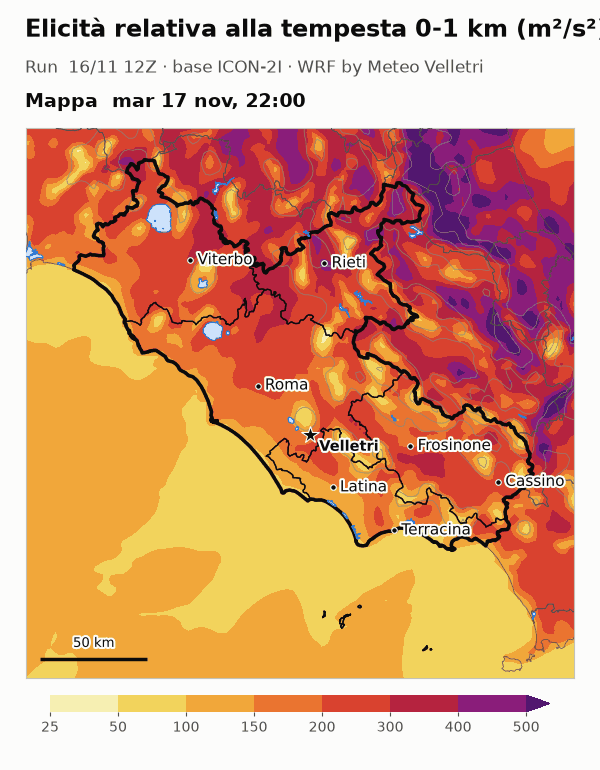 Elicità relativa alla tempesta 0-1 km (m²/s²)
Run 16/11 12Z · base ICON-2I · WRF by Meteo Velletri
Mappa mar 17 nov, 22:00
Viterbo
Rieti
Roma
Velletri
Frosinone
Cassino
Latina
Terracina
50 km
25 50 100 150 200 300 400 500